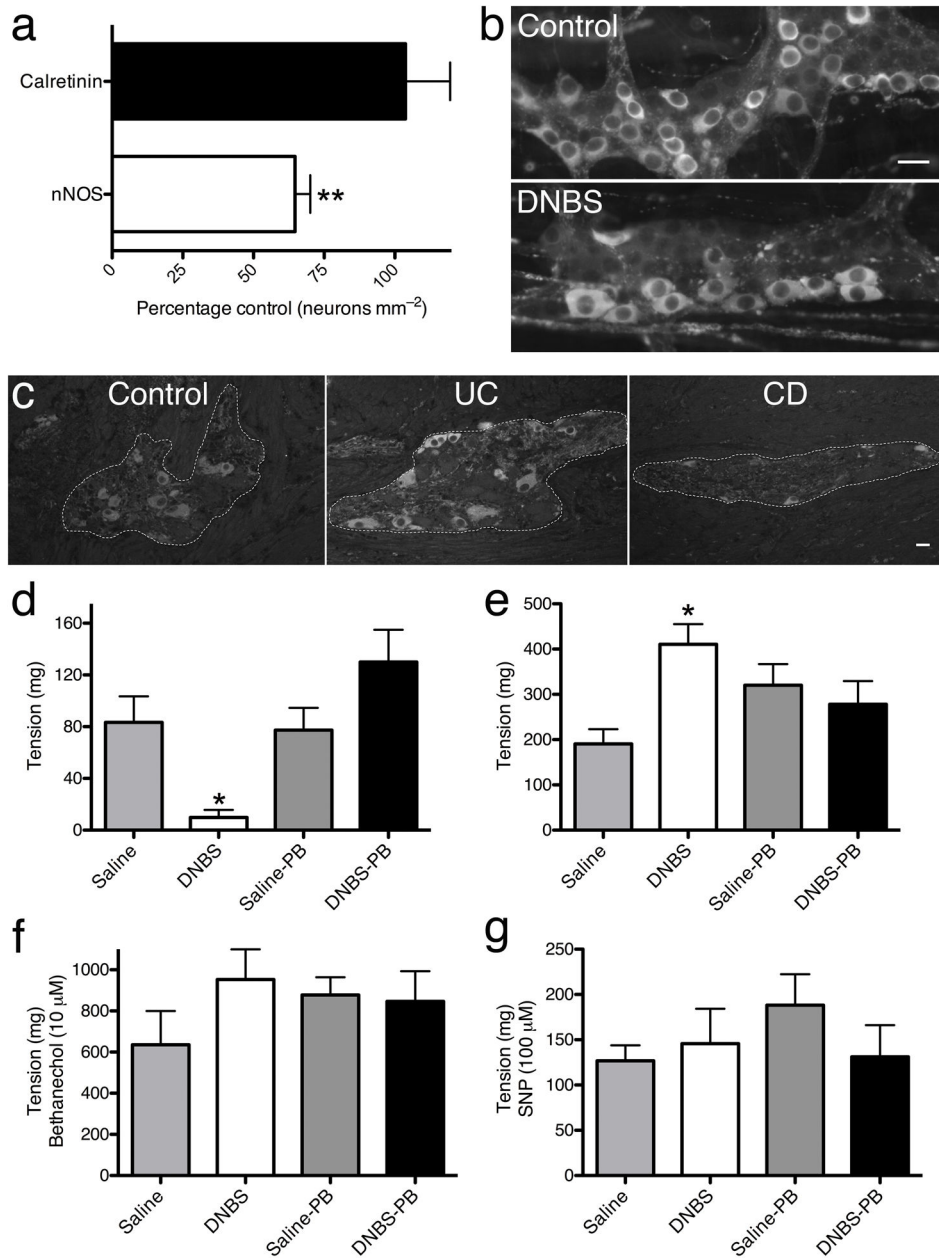 a
Calretinin
nNOS
**
0 25 50 75 100
Percentage control (neurons mm⁻²)
b
Control
DNBS
c
Control UC CD
d
Tension (mg)
160
120
80
40
0
*
Saline DNBS Saline-PB DNBS-PB
e
Tension (mg)
500
400
300
200
100
0
*
Saline DNBS Saline-PB DNBS-PB
f
Tension (mg)
Bethanechol (10 μM)
1000
800
600
400
200
0
Saline DNBS Saline-PB DNBS-PB
g
Tension (mg)
SNP (100 μM)
250
200
150
100
50
0
Saline DNBS Saline-PB DNBS-PB